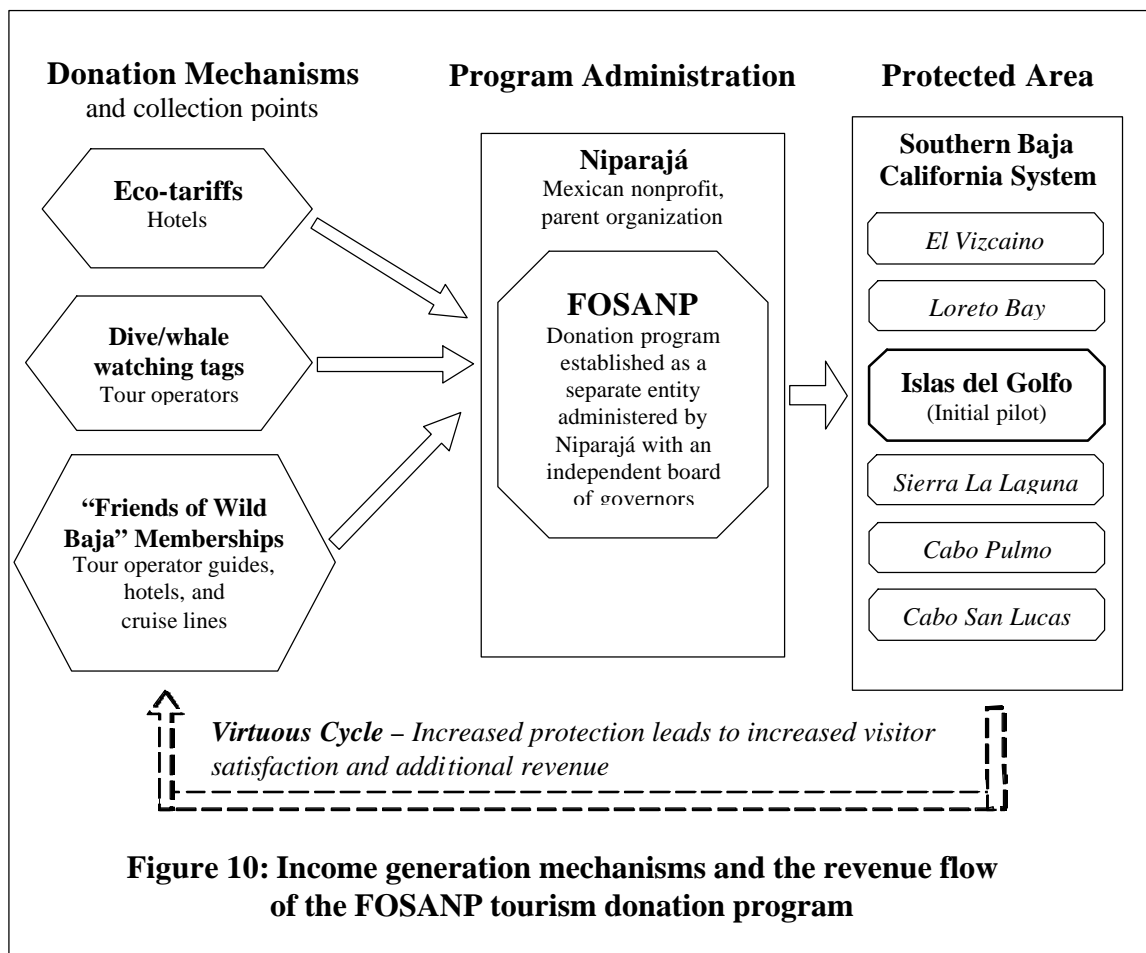 Donation Mechanisms
and collection points
Eco-tariffs
Hotels
Dive/whale
watching tags
Tour operators
“Friends of Wild
Baja” Memberships
Tour operator guides,
hotels, and
cruise lines
Program Administration
Niparajá
Mexican nonprofit,
parent organization
FOSANP
Donation program
established as a
separate entity
administered by
Niparajá with an
independent board
of governors
Protected Area
Southern Baja
California System
El Vizcaino
Loreto Bay
Islas del Golfo
(Initial pilot)
Sierra La Laguna
Cabo Pulmo
Cabo San Lucas
Virtuous Cycle – Increased protection leads to increased visitor
satisfaction and additional revenue
Figure 10: Income generation mechanisms and the revenue flow
of the FOSANP tourism donation program